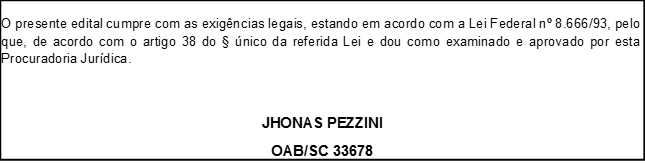 O presente edital cumpre com as exigências legais, estando em acordo com a Lei Federal nº 8.666/93, pelo
que, de acordo com o artigo 38 do § único da referida Lei e dou como examinado e aprovado por esta
Procuradoria Jurídica.
JHONAS PEZZINI
OAB/SC 33678